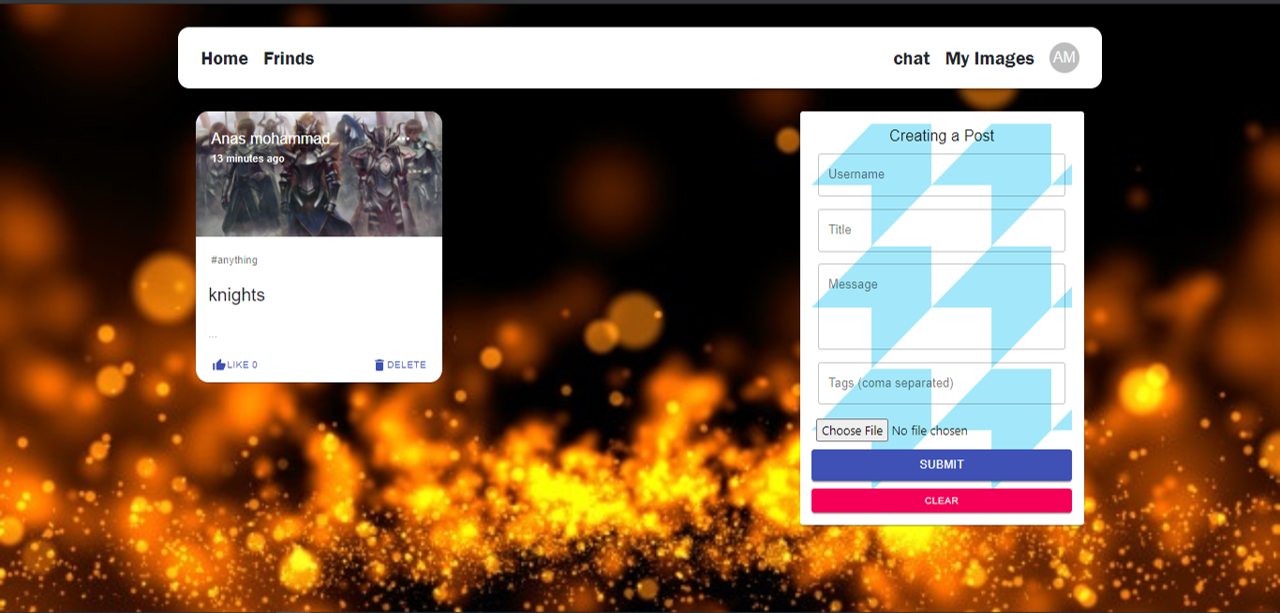 Home Frinds chat My Images AM
Anas mohammad ...
13 minutes ago
#anything
knights
...
LIKE 0 DELETE
Creating a Post
Username
Title
Message
Tags (coma separated)
Choose File No file chosen
SUBMIT
CLEAR